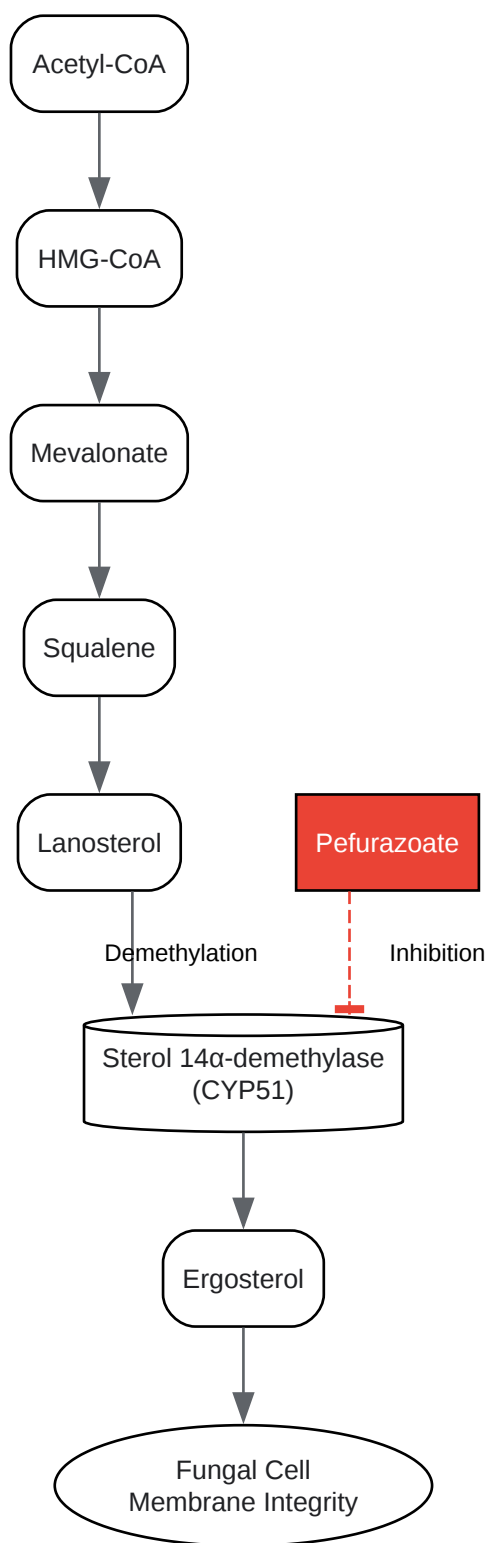 Acetyl-CoA
HMG-CoA
Mevalonate
Squalene
Lanosterol
Pefurazoate
Demethylation
Inhibition
Sterol 14α-demethylase
(CYP51)
Ergosterol
Fungal Cell
Membrane Integrity